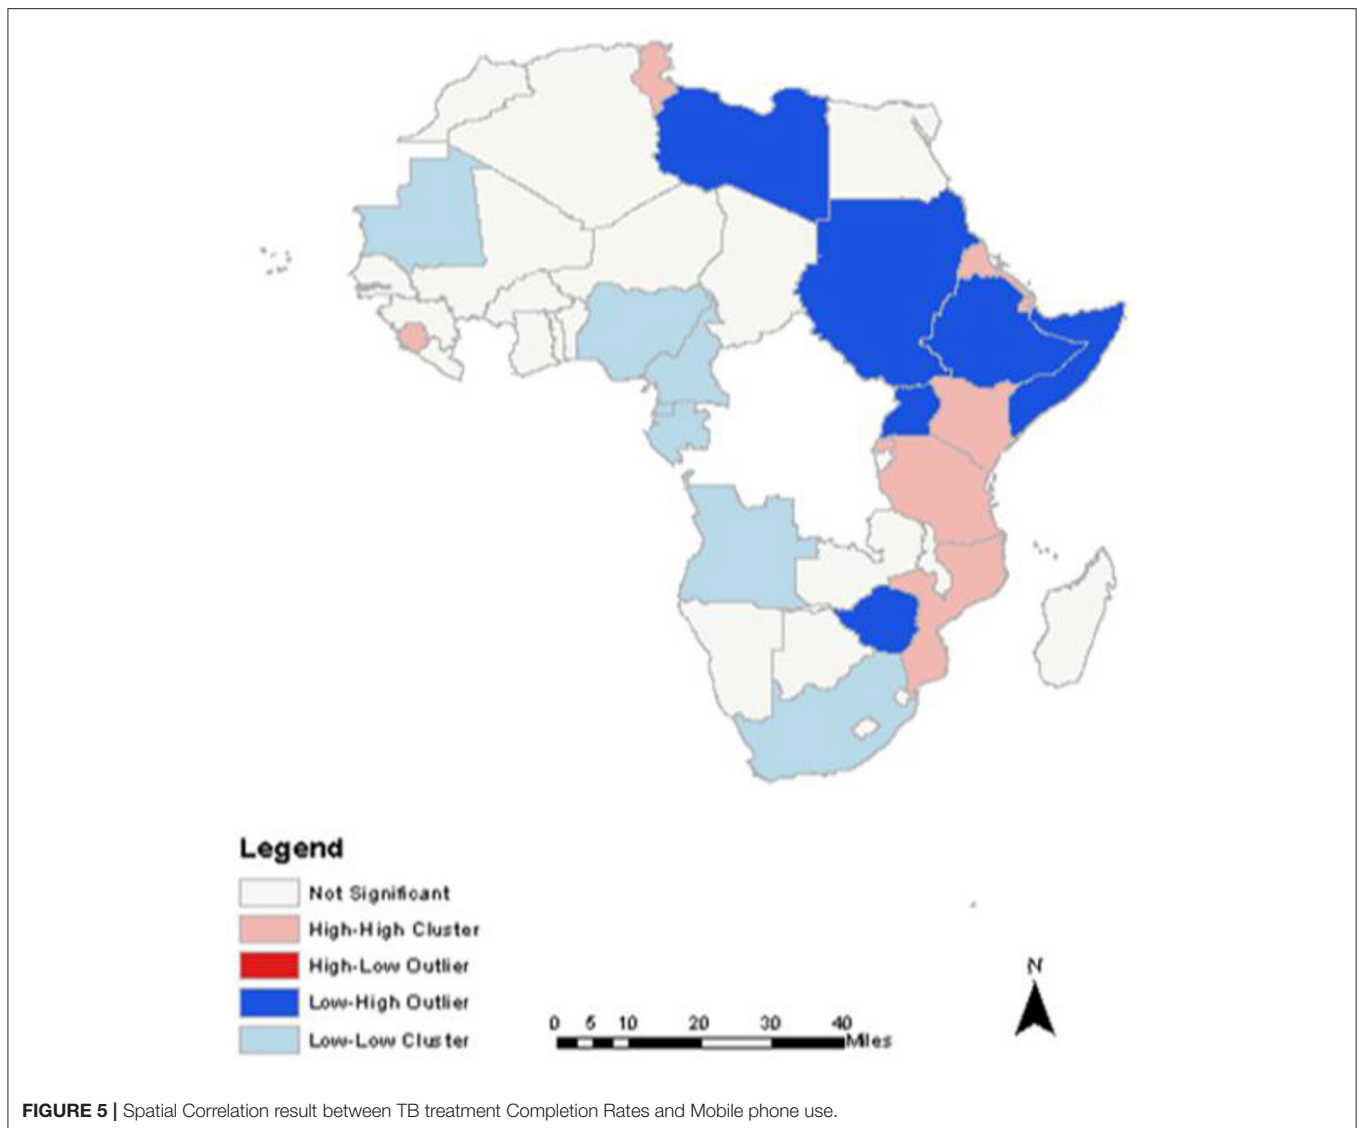 Legend
Not Significant
High-High Cluster
High-Low Outlier
Low-High Outlier
Low-Low Cluster
0 5 10 20 30 40
Miles
N
FIGURE 5 | Spatial Correlation result between TB treatment Completion Rates and Mobile phone use.